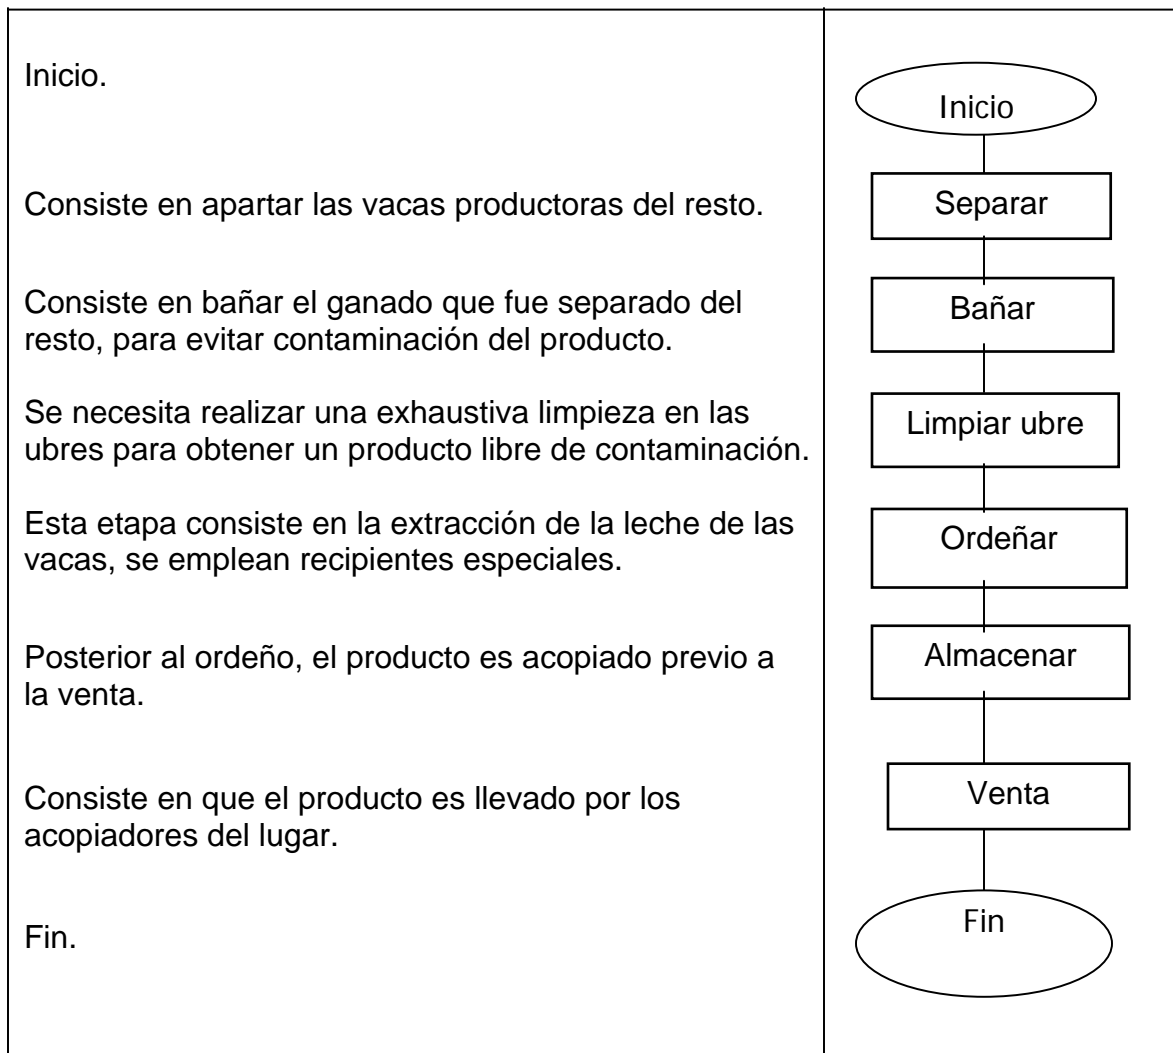 Inicio.
Inicio
Consiste en apartar las vacas productoras del resto.
Separar
Consiste en bañar el ganado que fue separado del
resto, para evitar contaminación del producto.
Bañar
Se necesita realizar una exhaustiva limpieza en las
ubres para obtener un producto libre de contaminación.
Limpiar ubre
Esta etapa consiste en la extracción de la leche de las
vacas, se emplean recipientes especiales.
Ordeñar
Posterior al ordeño, el producto es acopiado previo a
la venta.
Almacenar
Consiste en que el producto es llevado por los
acopiadores del lugar.
Venta
Fin.
Fin